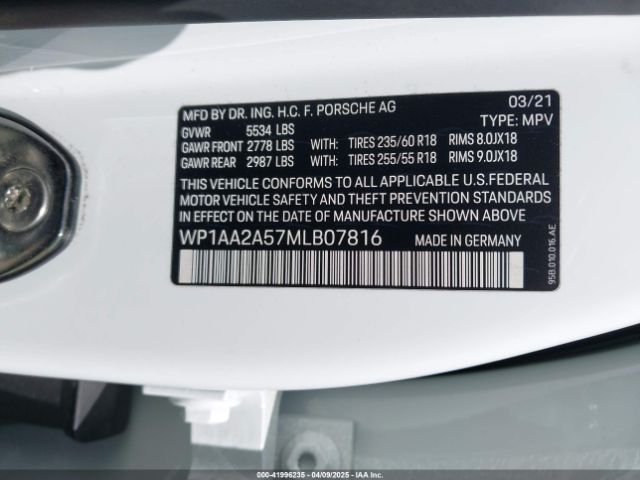 MFD BY DR. ING. H.C. F. PORSCHE AG 03/21
GVWR 5534 LBS TYPE: MPV
GAWR FRONT 2778 LBS WITH: TIRES 235/60 R18 RIMS 8.0JX18
GAWR REAR 2987 LBS WITH: TIRES 255/55 R18 RIMS 9.0JX18
THIS VEHICLE CONFORMS TO ALL APPLICABLE U.S.FEDERAL
MOTOR VEHICLE SAFETY AND THEFT PREVENTION STANDARDS
IN EFFECT ON THE DATE OF MANUFACTURE SHOWN ABOVE
WP1AA2A57MLB07816 MADE IN GERMANY
95B.010.016.AE
000-41996235 - 04/09/2025 - IAAI.COM